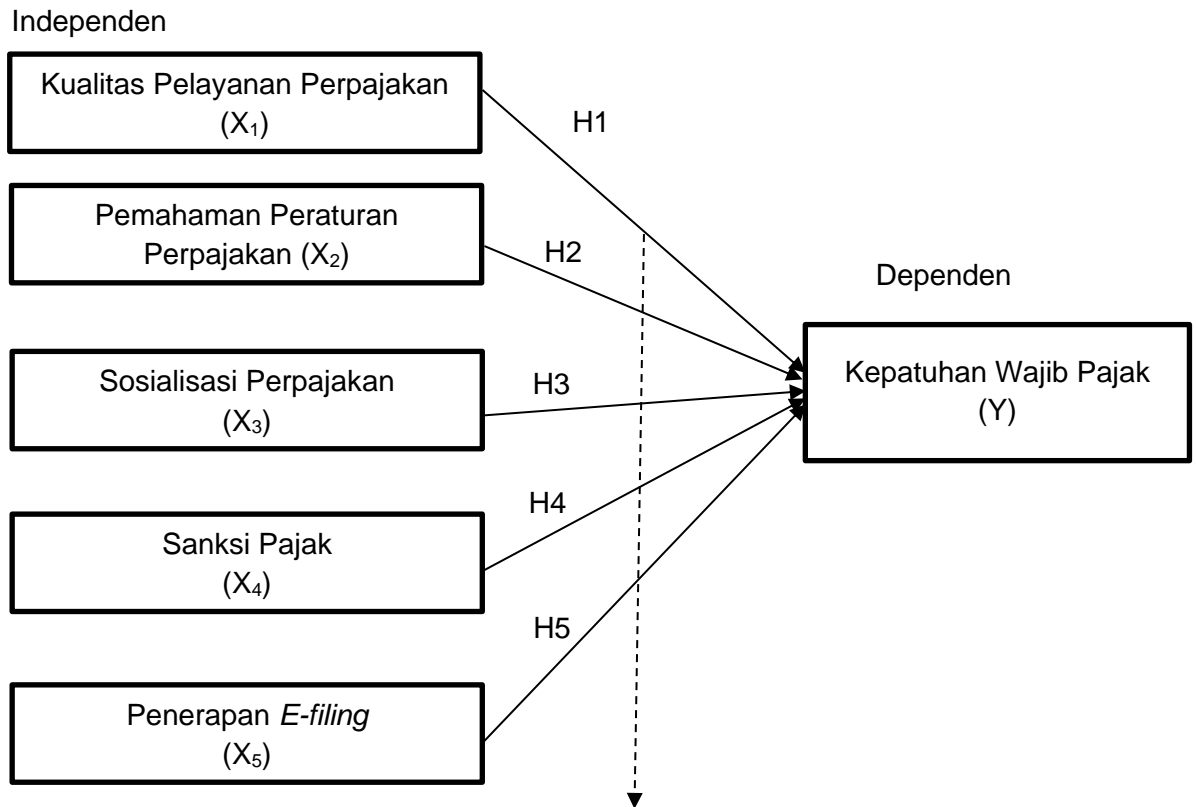 Independen
Kualitas Pelayanan Perpajakan
(X₁)
H1
Pemahaman Peraturan
Perpajakan (X₂)
H2
Dependen
Sosialisasi Perpajakan
(X₃)
H3
Kepatuhan Wajib Pajak
(Y)
Sanksi Pajak
(X₄)
H4
Penerapan E-filing
(X₅)
H5